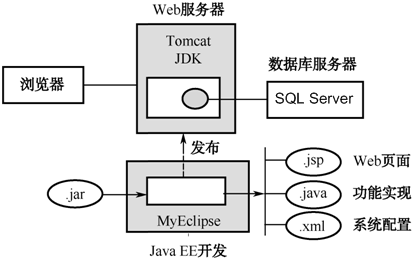 Web服务器
Tomcat
JDK
浏览器
数据库服务器
SQL Server
发布
.jsp
Web页面
.jar
.java
功能实现
MyEclipse
.xml
系统配置
Java EE开发